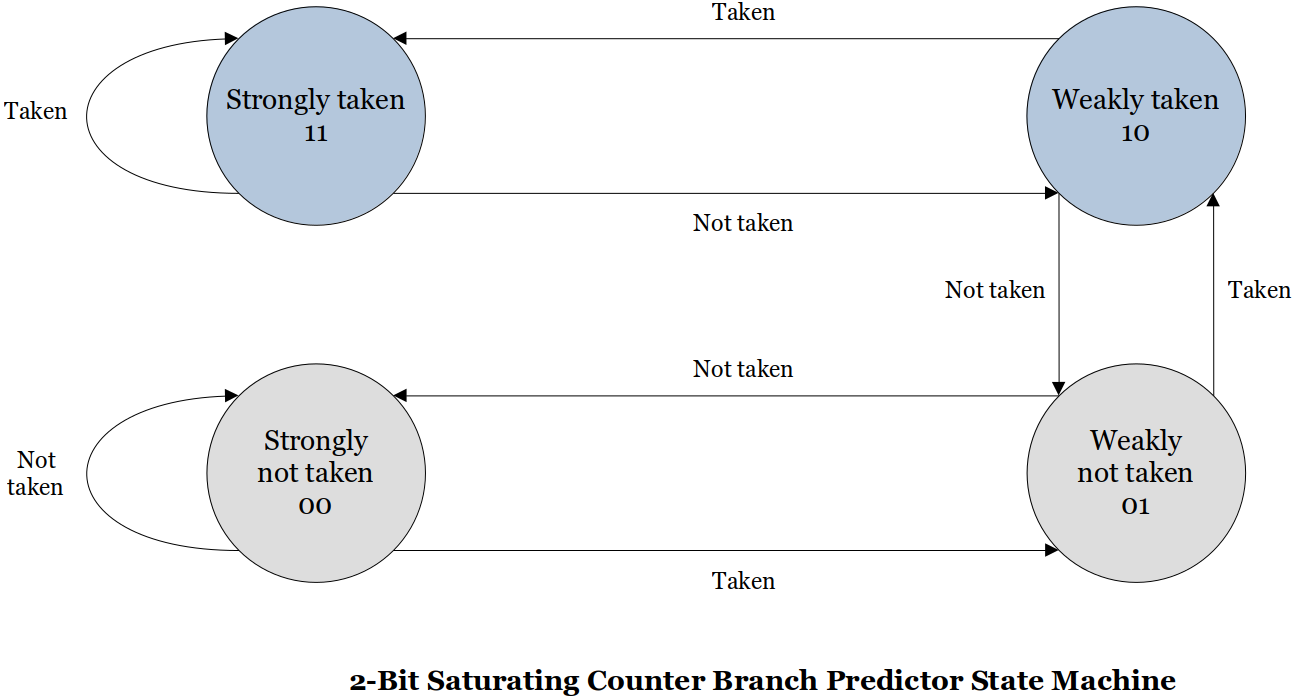 Taken
Strongly taken
11
Weakly taken
10
Taken
Not taken
Not taken
Taken
Not taken
Strongly
not taken
00
Weakly
not taken
01
Not
taken
Taken
2-Bit Saturating Counter Branch Predictor State Machine